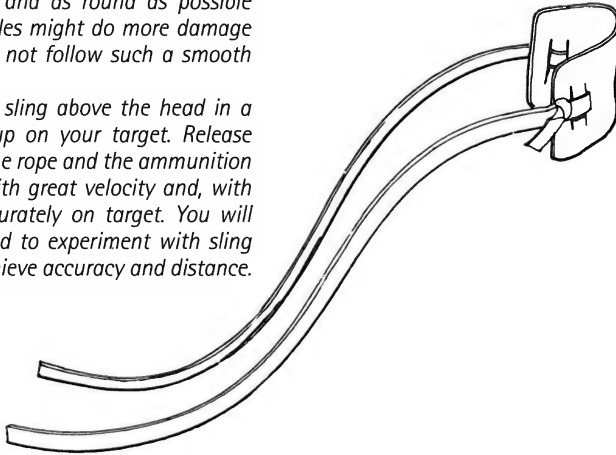 and as round as possible
les might do more damage
not follow such a smooth
sling above the head in a
up on your target. Release
e rope and the ammunition
ith great velocity and, with
urately on target. You will
d to experiment with sling
hieve accuracy and distance.